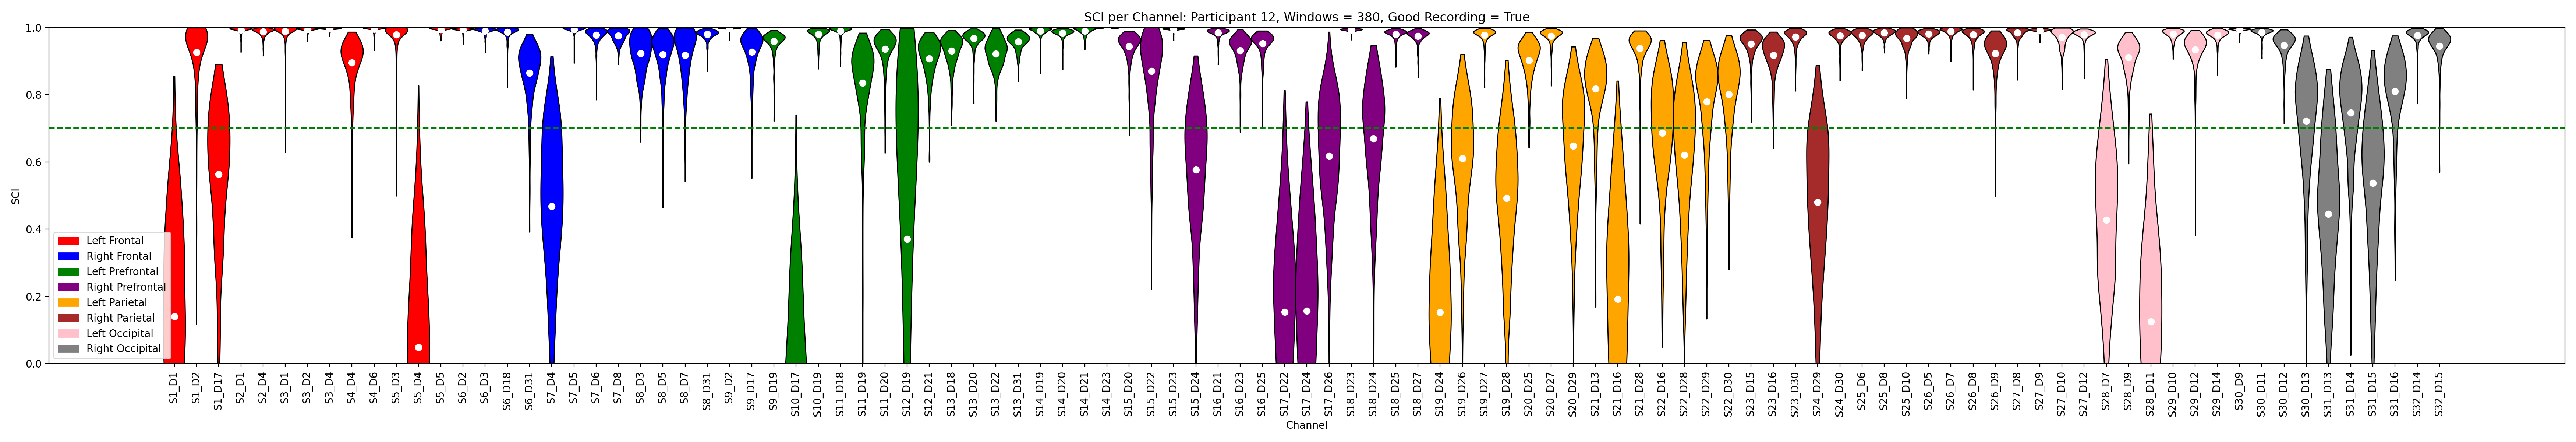 SCI per Channel: Participant 12, Windows = 380, Good Recording = True
1.0
0.8
0.6
0.4
0.2
0.0
SCI
Left Frontal
Right Frontal
Left Prefrontal
Right Prefrontal
Left Parietal
Right Parietal
Left Occipital
Right Occipital
S1_D1
S1_D2
S1_D17
S2_D1
S2_D4
S3_D1
S3_D2
S3_D4
S4_D4
S4_D6
S5_D3
S5_D4
S5_D5
S6_D2
S6_D3
S6_D18
S6_D31
S7_D4
S7_D5
S7_D6
S7_D8
S8_D3
S8_D5
S8_D7
S8_D31
S9_D2
S9_D17
S9_D19
S10_D17
S10_D19
S11_D18
S11_D19
S11_D20
S12_D19
S12_D21
S13_D18
S13_D20
S13_D22
S13_D31
S14_D19
S14_D20
S14_D21
S14_D23
S15_D20
S15_D22
S15_D23
S15_D24
S16_D21
S16_D23
S16_D25
S17_D22
S17_D24
S17_D26
S18_D23
S18_D24
S18_D25
S18_D27
S19_D24
S19_D26
S19_D27
S19_D28
S20_D25
S20_D27
S20_D29
S21_D13
S21_D16
S21_D28
S22_D16
S22_D28
S22_D29
S22_D30
S23_D15
S23_D16
S23_D30
S24_D29
S24_D30
S25_D6
S25_D8
S25_D10
S26_D5
S26_D7
S26_D8
S26_D9
S27_D8
S27_D9
S27_D10
S27_D12
S28_D7
S28_D9
S28_D11
S29_D10
S29_D12
S29_D14
S30_D9
S30_D11
S30_D12
S30_D13
S31_D13
S31_D14
S31_D15
S31_D16
S32_D14
S32_D15
Channel